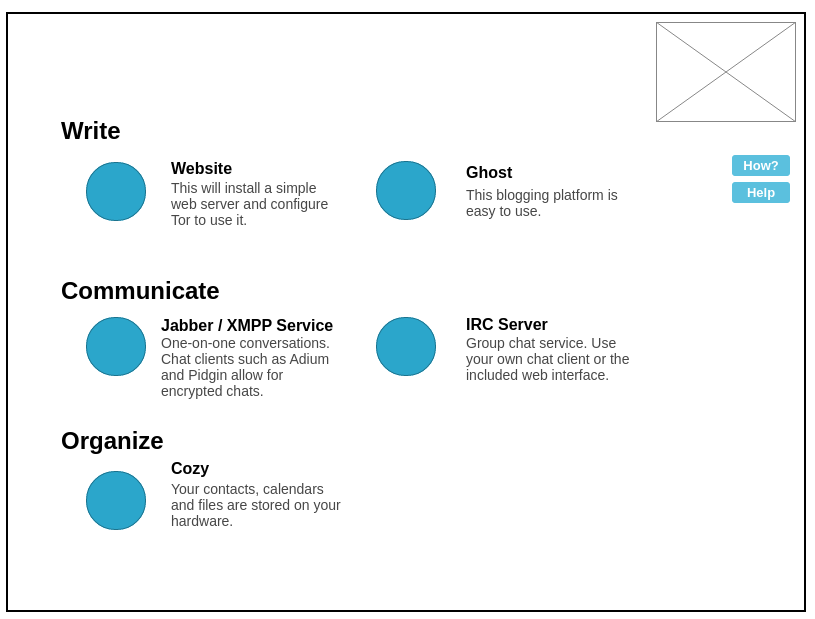 Write
Website
This will install a simple
web server and configure
Tor to use it.
Ghost
This blogging platform is
easy to use.
How?
Help
Communicate
Jabber / XMPP Service
One-on-one conversations.
Chat clients such as Adium
and Pidgin allow for
encrypted chats.
IRC Server
Group chat service. Use
your own chat client or the
included web interface.
Organize
Cozy
Your contacts, calendars
and files are stored on your
hardware.